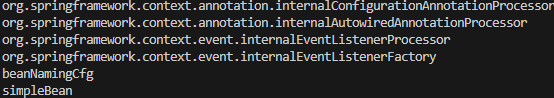 org.springframework.context.annotation.internalConfigurationAnnotationProcessor
org.springframework.context.annotation.internalAutowiredAnnotationProcessor
org.springframework.context.event.internalEventListenerProcessor
org.springframework.context.event.internalEventListenerFactory
beanNamingCfg
simpleBean